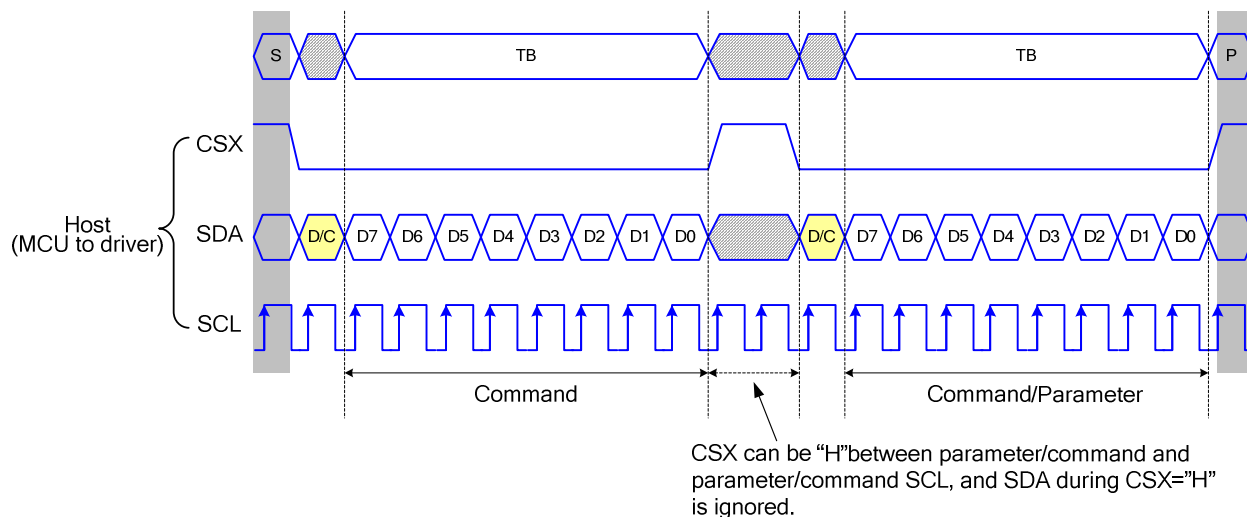 S TB TB P
CSX
Host
(MCU to driver)
SDA D/C D7 D6 D5 D4 D3 D2 D1 D0 D/C D7 D6 D5 D4 D3 D2 D1 D0
SCL
Command Command/Parameter
CSX can be “H”between parameter/command and
parameter/command SCL, and SDA during CSX=”H”
is ignored.